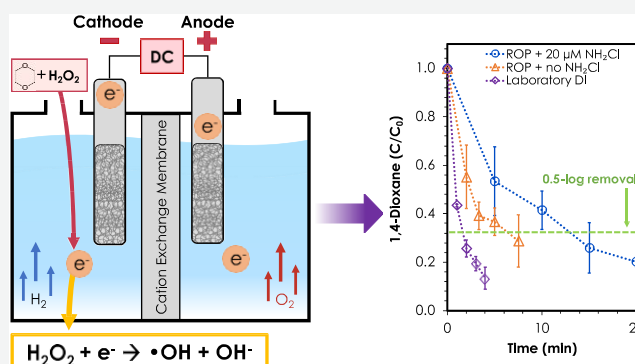 Cathode
Anode
DC
+ H₂O₂
e⁻
e⁻
Cation Exchange Membrane
e⁻
e⁻
H₂
O₂
H₂O₂ + e⁻ → •OH + OH⁻
ROP + 20 µM NH₂Cl
ROP + no NH₂Cl
Laboratory DI
1,4-Dioxane (C/C₀)
1.0
0.8
0.6
0.4
0.2
0.0
0.5-log removal
0
10
Time (min)